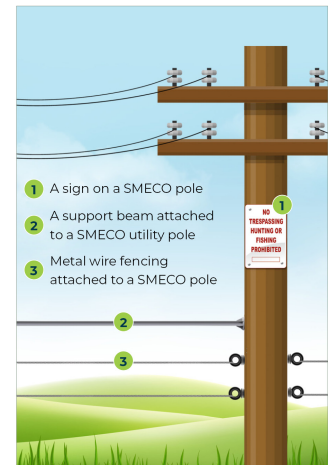 1 A sign on a SMECO pole
2 A support beam attached
to a SMECO utility pole
3 Metal wire fencing
attached to a SMECO pole
1
NO
TRESPASSING
HUNTING OR
FISHING
PROHIBITED
2
3